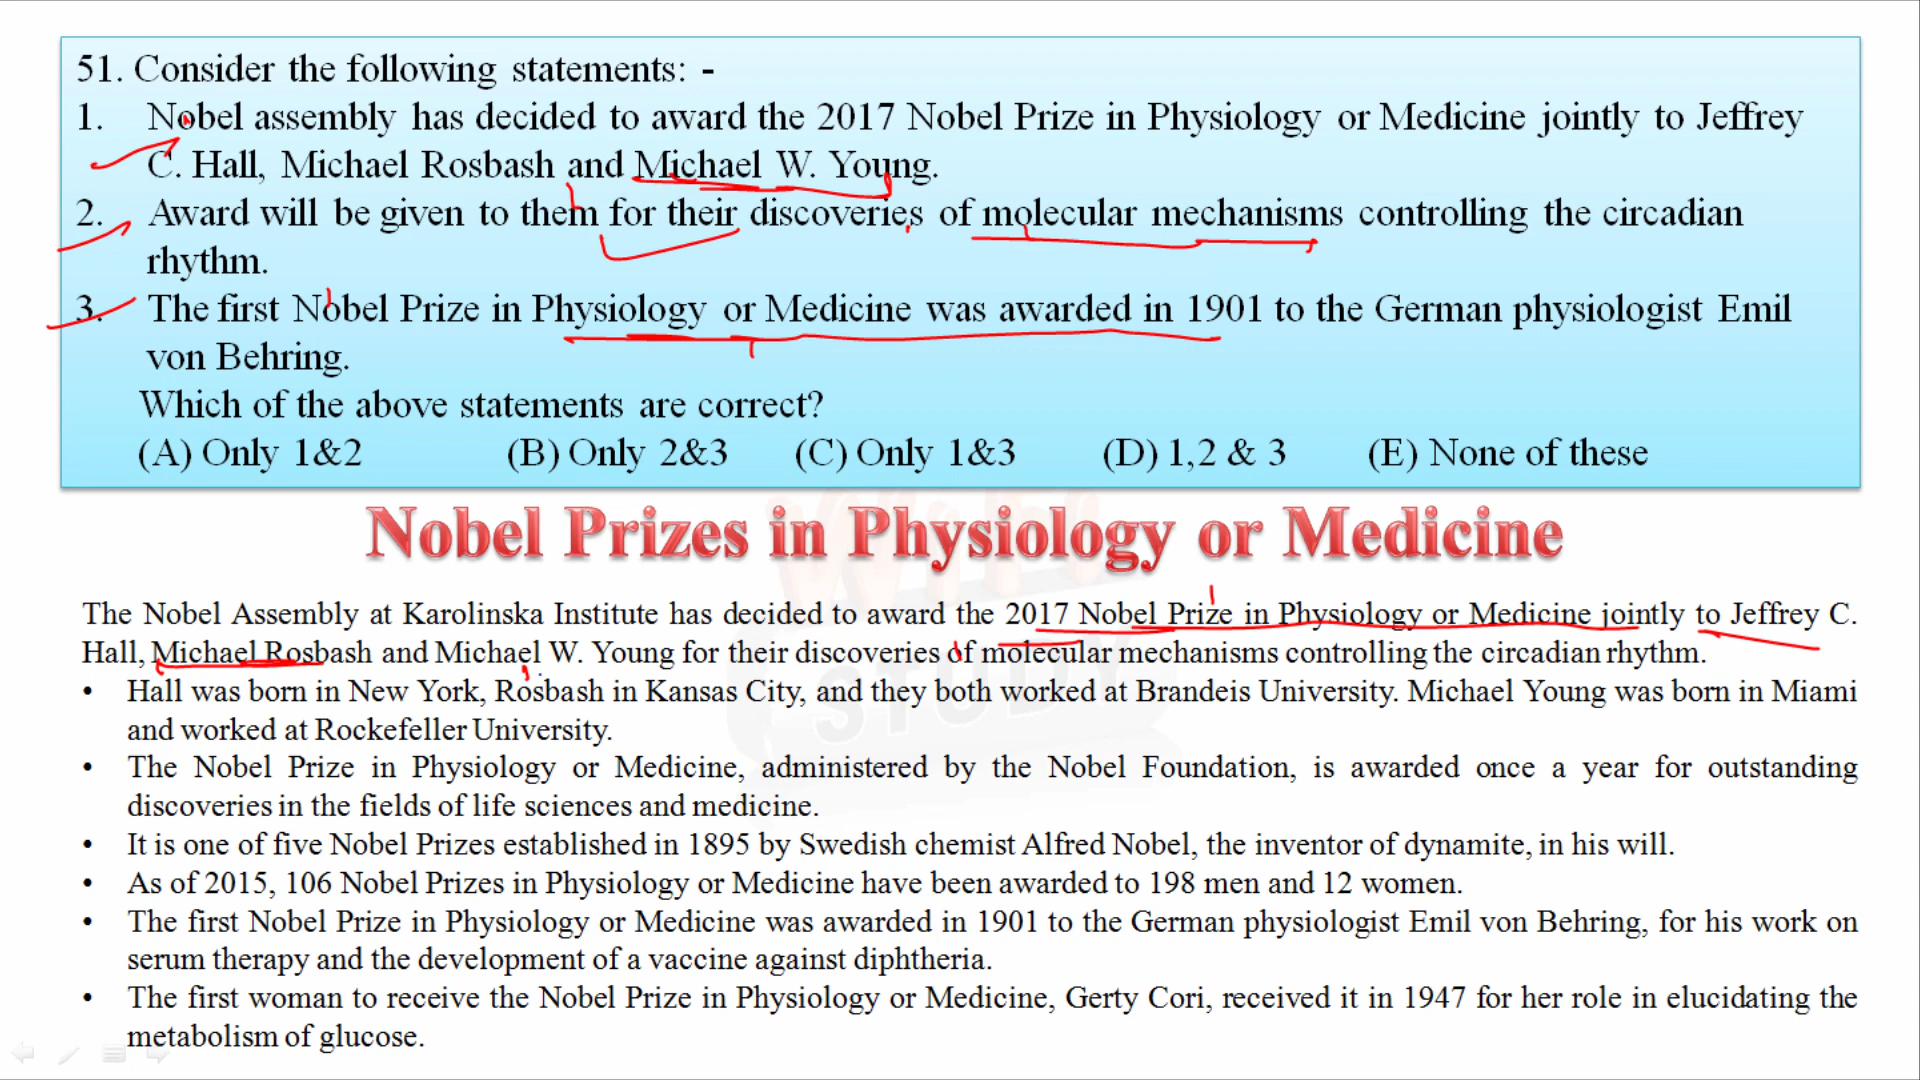 51. Consider the following statements: -
1. Nobel assembly has decided to award the 2017 Nobel Prize in Physiology or Medicine jointly to Jeffrey
C. Hall, Michael Rosbash and Michael W. Young.
2. Award will be given to them for their discoveries of molecular mechanisms controlling the circadian
rhythm.
3. The first Nobel Prize in Physiology or Medicine was awarded in 1901 to the German physiologist Emil
von Behring.
Which of the above statements are correct?
(A) Only 1&2 (B) Only 2&3 (C) Only 1&3 (D) 1,2 & 3 (E) None of these
Nobel Prizes in Physiology or Medicine
The Nobel Assembly at Karolinska Institute has decided to award the 2017 Nobel Prize in Physiology or Medicine jointly to Jeffrey C.
Hall, Michael Rosbash and Michael W. Young for their discoveries of molecular mechanisms controlling the circadian rhythm.
• Hall was born in New York, Rosbash in Kansas City, and they both worked at Brandeis University. Michael Young was born in Miami
and worked at Rockefeller University.
• The Nobel Prize in Physiology or Medicine, administered by the Nobel Foundation, is awarded once a year for outstanding
discoveries in the fields of life sciences and medicine.
• It is one of five Nobel Prizes established in 1895 by Swedish chemist Alfred Nobel, the inventor of dynamite, in his will.
• As of 2015, 106 Nobel Prizes in Physiology or Medicine have been awarded to 198 men and 12 women.
• The first Nobel Prize in Physiology or Medicine was awarded in 1901 to the German physiologist Emil von Behring, for his work on
serum therapy and the development of a vaccine against diphtheria.
• The first woman to receive the Nobel Prize in Physiology or Medicine, Gerty Cori, received it in 1947 for her role in elucidating the
metabolism of glucose.
STUDY